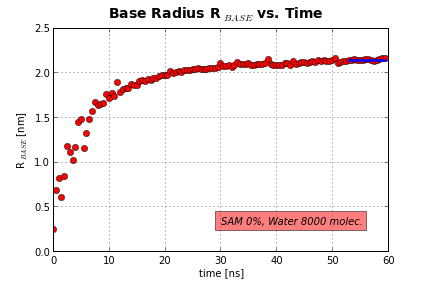 Base Radius R BASE vs. Time
2.5
2.0
1.5
1.0
0.5
0.0
R BASE [nm]
SAM 0%, Water 8000 molec.
0 10 20 30 40 50 60
time [ns]